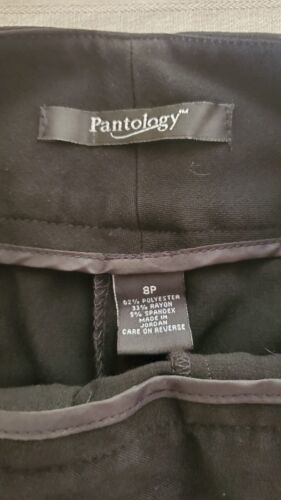 Pantology™
8P
62% POLYESTER
33% RAYON
5% SPANDEX
MADE IN
JORDAN
CARE ON REVERSE